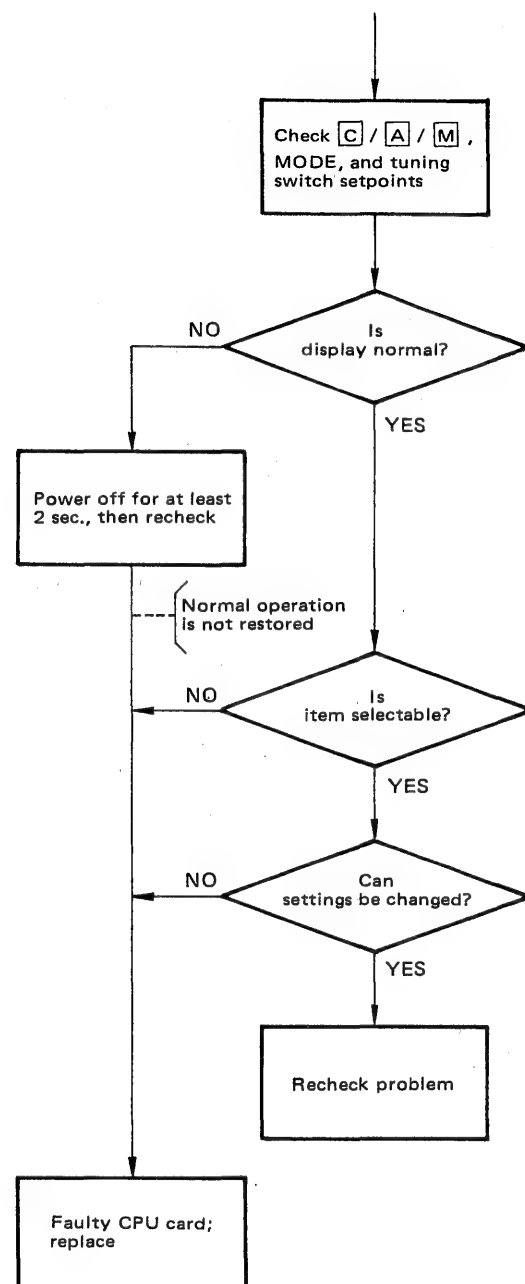 Check C / A / M ,
MODE, and tuning
switch setpoints
Is
display normal?
NO
YES
Power off for at least
2 sec., then recheck
Normal operation
is not restored
Is
item selectable?
NO
YES
Can
settings be changed?
NO
YES
Recheck problem
Faulty CPU card;
replace